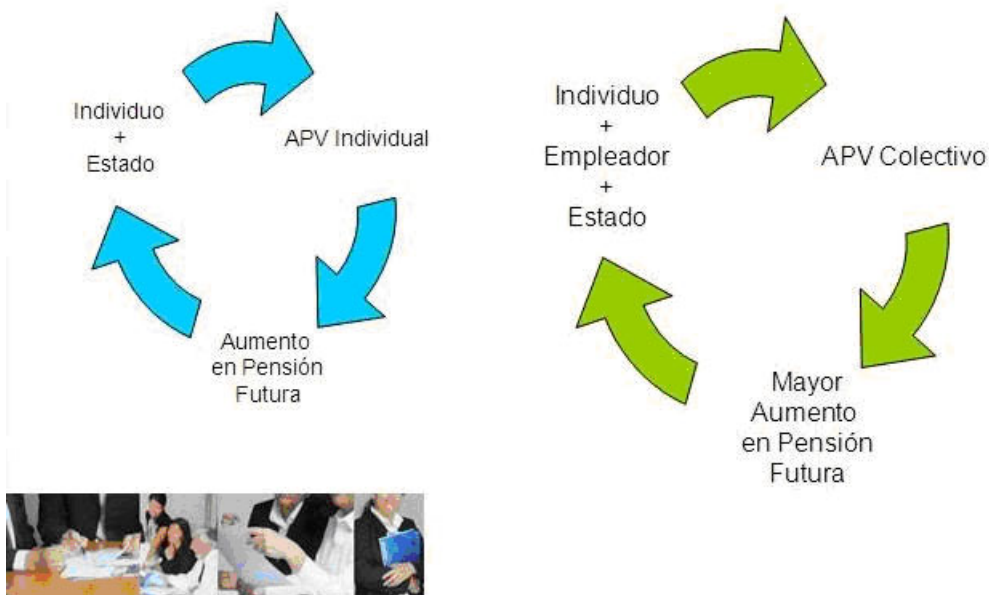 Individuo
+
Estado
APV Individual
Aumento
en Pensión
Futura
Individuo
+
Empleador
+
Estado
APV Colectivo
Mayor
Aumento
en Pensión
Futura